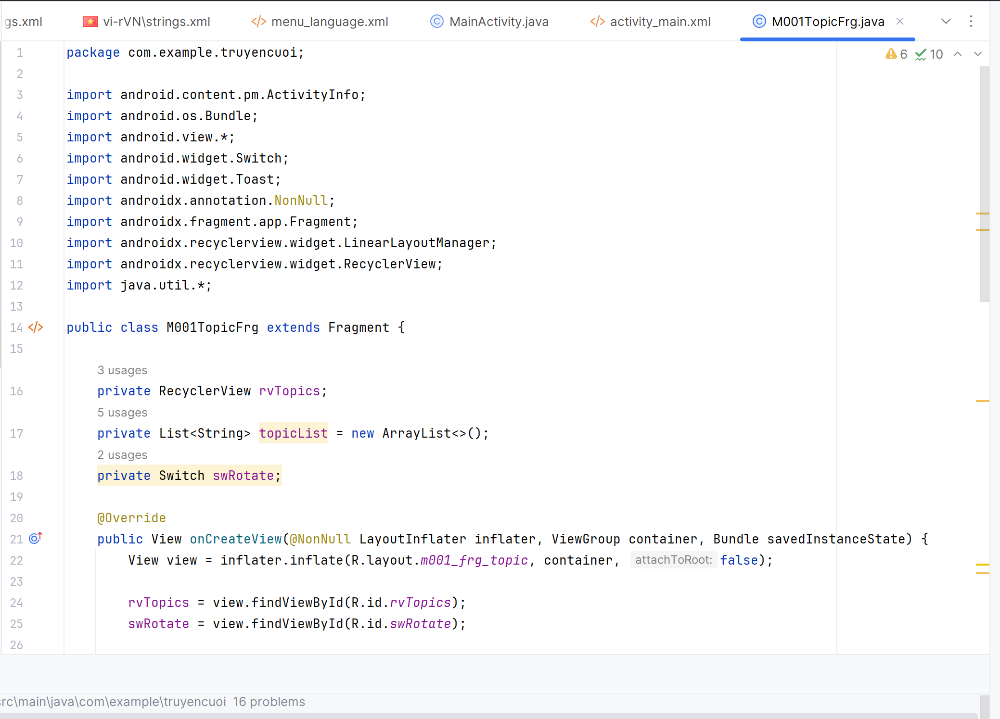 gs.xml vi-rVN\strings.xml menu_language.xml MainActivity.java activity_main.xml M001TopicFrg.java
6 10
1 package com.example.truyencuoi;
2
3 import android.content.pm.ActivityInfo;
4 import android.os.Bundle;
5 import android.view.*;
6 import android.widget.Switch;
7 import android.widget.Toast;
8 import androidx.annotation.NonNull;
9 import androidx.fragment.app.Fragment;
10 import androidx.recyclerview.widget.LinearLayoutManager;
11 import androidx.recyclerview.widget.RecyclerView;
12 import java.util.*;
13
14 public class M001TopicFrg extends Fragment {
15
3 usages
16 private RecyclerView rvTopics;
5 usages
17 private List<String> topicList = new ArrayList<>();
2 usages
18 private Switch swRotate;
19
20 @Override
21 public View onCreateView(@NonNull LayoutInflater inflater, ViewGroup container, Bundle savedInstanceState) {
22 View view = inflater.inflate(R.layout.m001_frg_topic, container, attachToRoot: false);
23
24 rvTopics = view.findViewById(R.id.rvTopics);
25 swRotate = view.findViewById(R.id.swRotate);
26
src\main\java\com\example\truyencuoi 16 problems